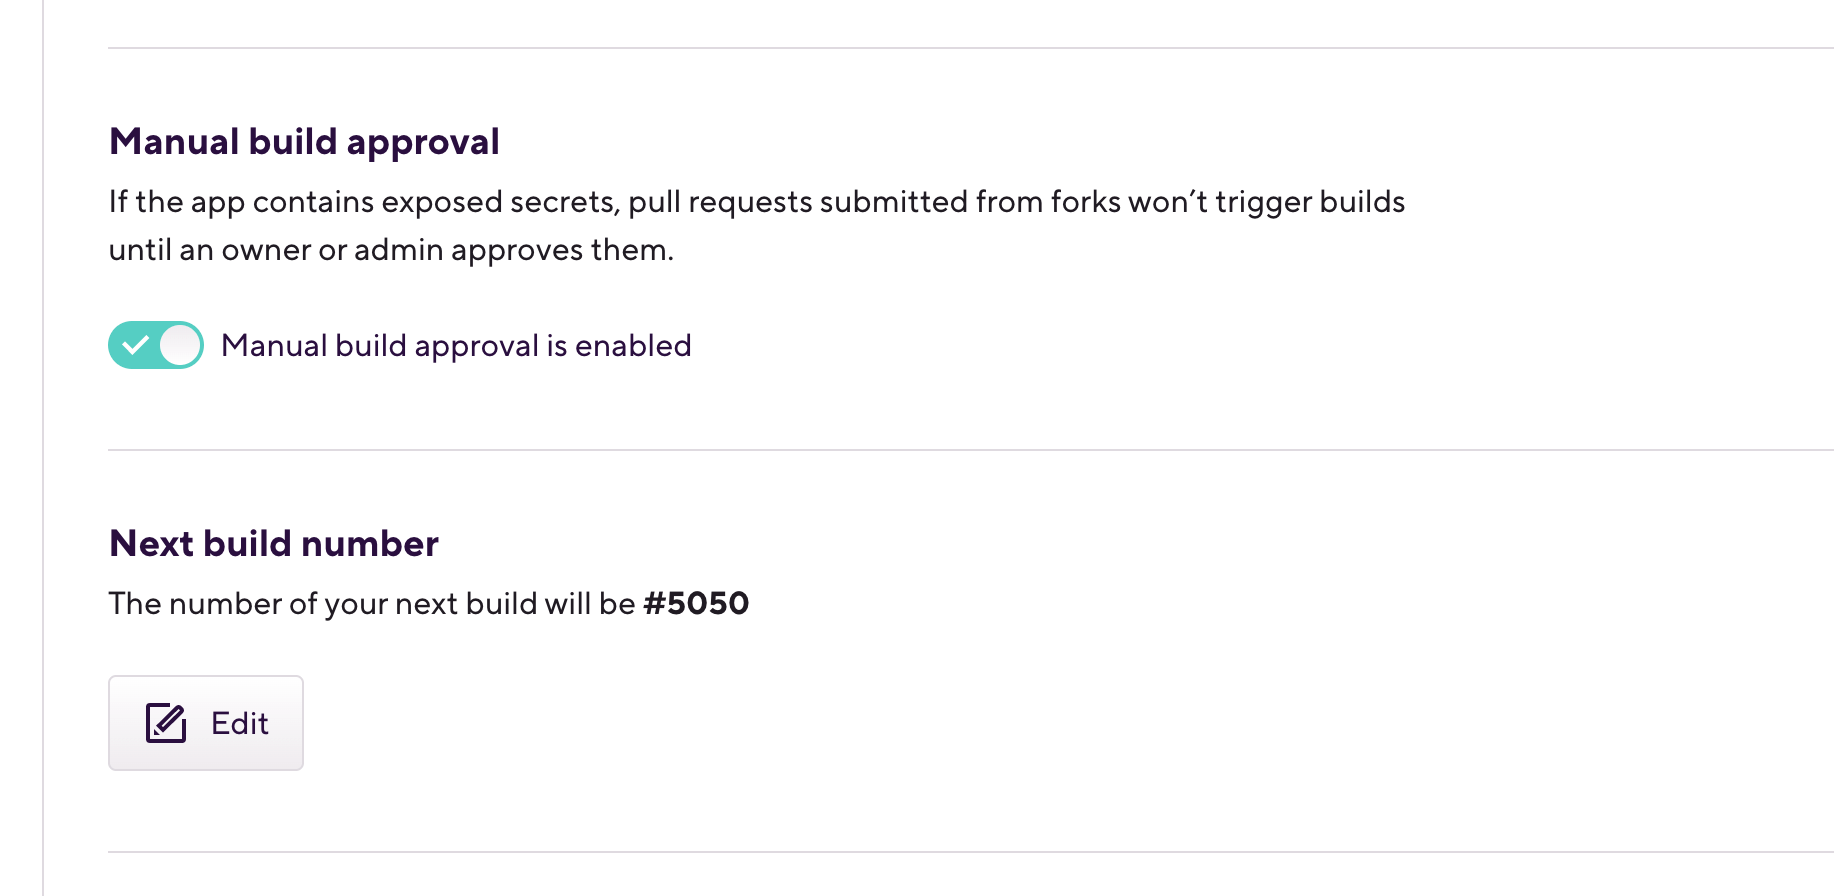 Manual build approval
If the app contains exposed secrets, pull requests submitted from forks won’t trigger builds
until an owner or admin approves them.
Manual build approval is enabled
Next build number
The number of your next build will be #5050
Edit